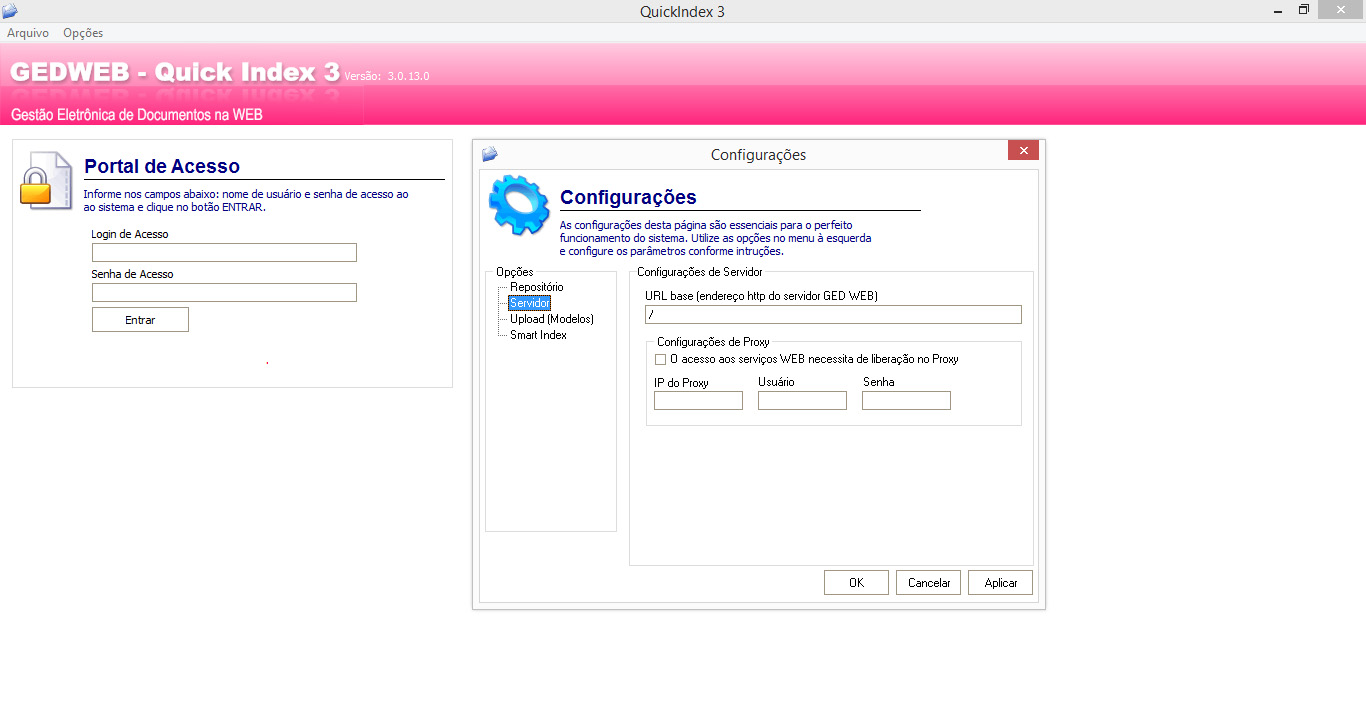 QuickIndex 3
Arquivo Opções
GEDWEB - Quick Index 3 Versão: 3.0.13.0
Gestão Eletrônica de Documentos na WEB
Portal de Acesso
Informe nos campos abaixo: nome de usuário e senha de acesso ao
ao sistema e clique no botão ENTRAR.
Login de Acesso
Senha de Acesso
Entrar
Configurações
Configurações
As configurações desta página são essenciais para o perfeito
funcionamento do sistema. Utilize as opções no menu à esquerda
e configure os parâmetros conforme intruções.
Opções
Repositório
Servidor
Upload (Modelos)
Smart Index
Configurações de Servidor
URL base (endereço http do servidor GED WEB)
/
Configurações de Proxy
O acesso aos serviços WEB necessita de liberação no Proxy
IP do Proxy Usuário Senha
OK Cancelar Aplicar